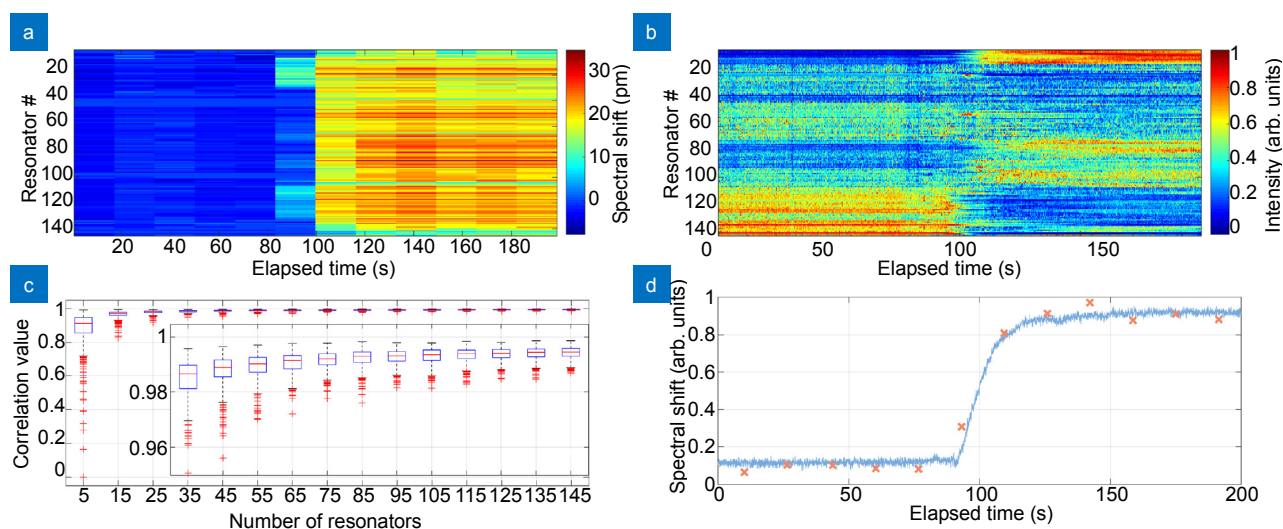 a
Resonator #
20
40
60
80
100
120
140
20 40 60 80 100 120 140 160 180
Elapsed time (s)
30
20
10
0
Spectral shift (pm)
b
Resonator #
20
40
60
80
100
120
140
0 50 100 150
Elapsed time (s)
1
0.8
0.6
0.4
0.2
0
Intensity (arb. units)
c
Correlation value
1
0.8
0.6
0.4
0.2
0
1
0.98
0.96
5 15 25 35 45 55 65 75 85 95 105 115 125 135 145
Number of resonators
d
Spectral shift (arb. units)
1
0.8
0.6
0.4
0.2
0
0 50 100 150 200
Elapsed time (s)